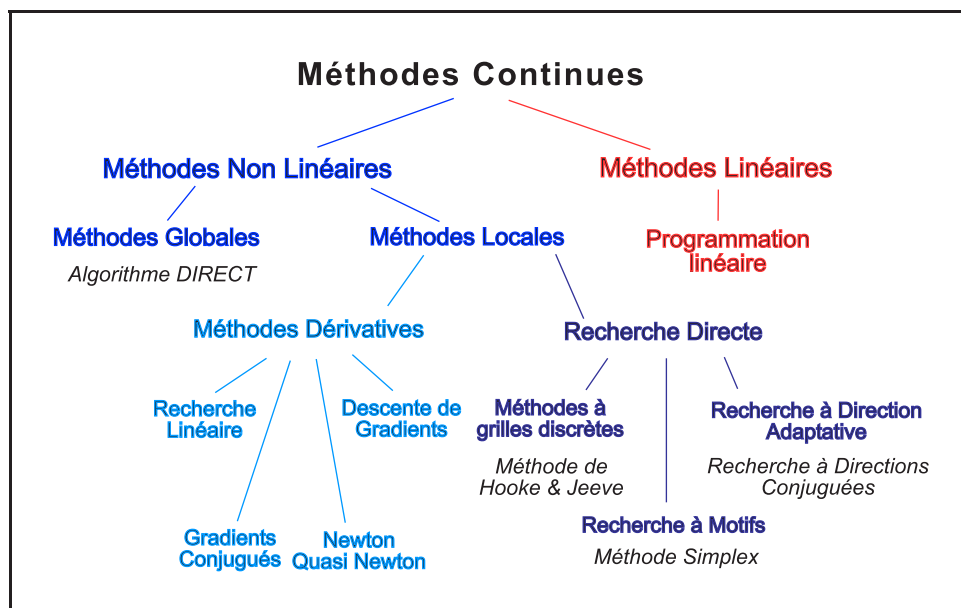 Méthodes Continues
Méthodes Non Linéaires
Méthodes Linéaires
Méthodes Globales
Algorithme DIRECT
Méthodes Locales
Programmation
linéaire
Méthodes Dérivatives
Recherche Directe
Recherche
Linéaire
Descente de
Gradients
Méthodes à
grilles discrètes
Méthode de
Hooke & Jeeve
Recherche à Direction
Adaptative
Recherche à Directions
Conjuguées
Gradients
Conjugués
Newton
Quasi Newton
Recherche à Motifs
Méthode Simplex